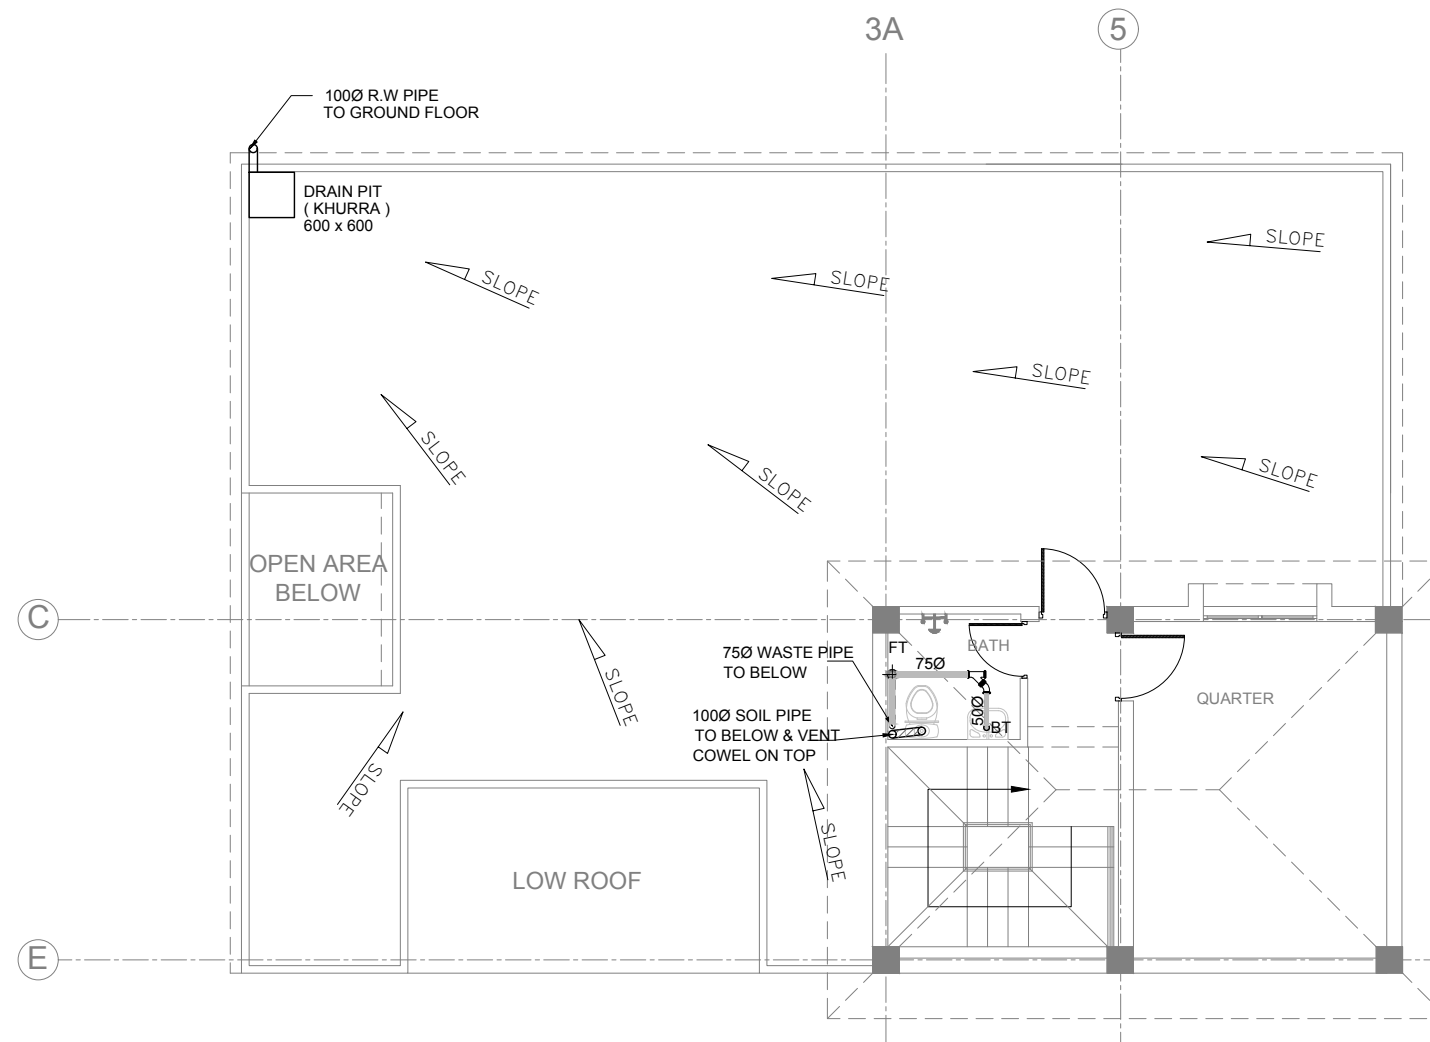 3A
5
100Ø R.W PIPE
TO GROUND FLOOR
DRAIN PIT
( KHURRA )
600 x 600
SLOPE
SLOPE
SLOPE
SLOPE
SLOPE
SLOPE
SLOPE
OPEN AREA
BELOW
C
FT
BATH
75Ø WASTE PIPE
TO BELOW
75Ø
QUARTER
SLOPE
50Ø
BT
100Ø SOIL PIPE
TO BELOW & VENT
COWEL ON TOP
SLOPE
SLOPE
LOW ROOF
E